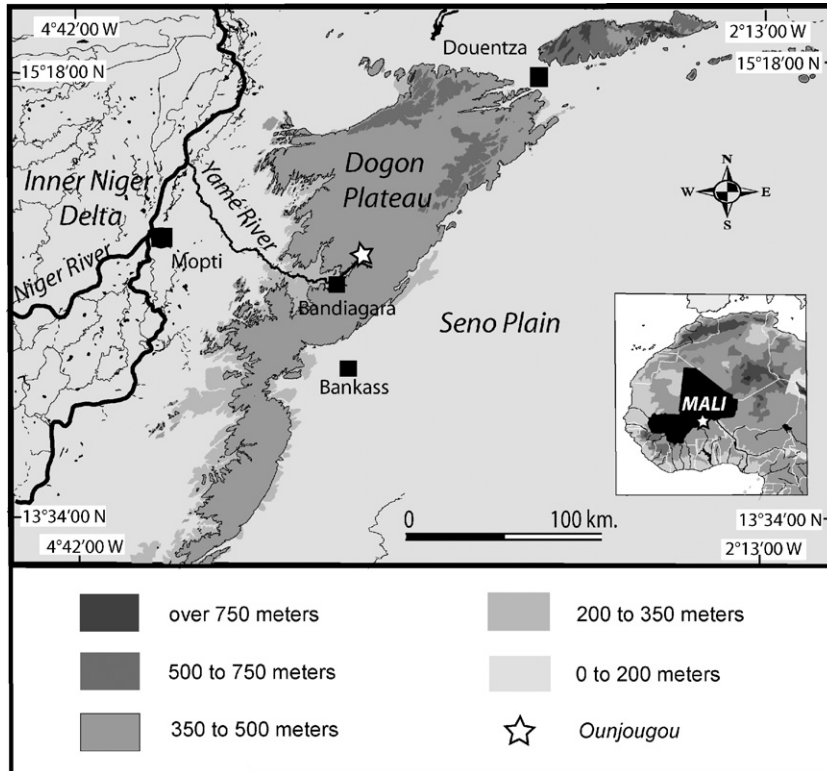 4°42'00 W
2°13'00 W
15°18'00 N
15°18'00 N
Douentza
Dogon
Plateau
Inner Niger
Delta
Yamé River
N
W
E
S
Niger River
Mopti
Bandiagara
Seno Plain
Bankass
MALI
13°34'00 N
0
100 km.
13°34'00 N
4°42'00 W
2°13'00 W
over 750 meters
200 to 350 meters
500 to 750 meters
0 to 200 meters
350 to 500 meters
Ounjougou